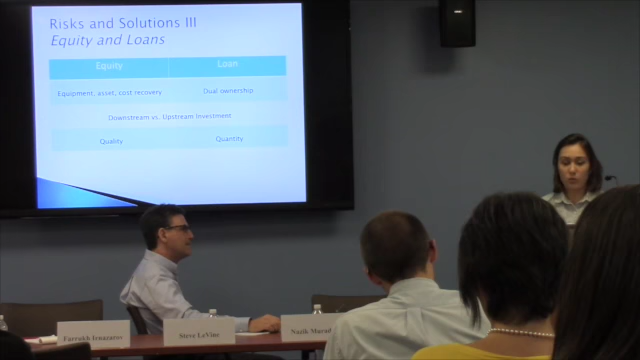 Risks and Solutions III
Equity and Loans
Equity Loan
Equipment, asset, cost recovery Dual ownership
Downstream vs. Upstream Investment
Quality Quantity
Farrukh Irnazarov
Steve LeVine
Nazik Murad